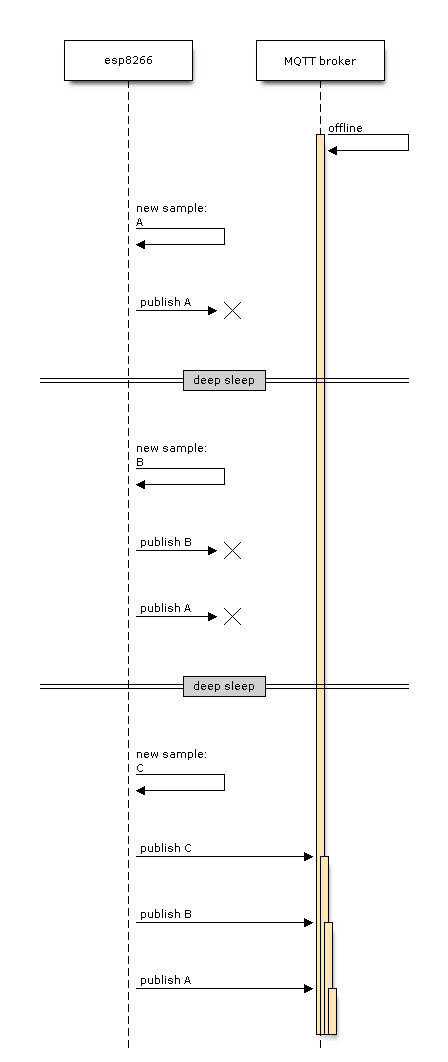 esp8266
MQTT broker
offline
new sample:
A
publish A
deep sleep
new sample:
B
publish B
publish A
deep sleep
new sample:
C
publish C
publish B
publish A